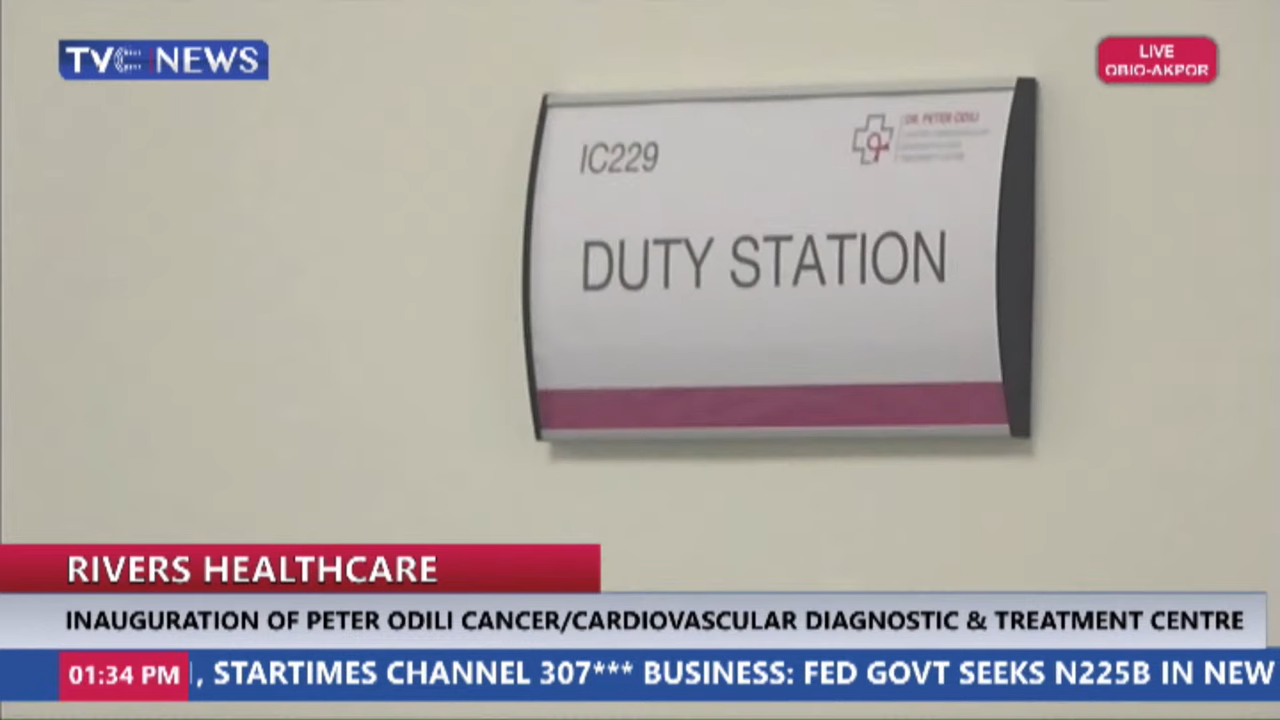 TVC NEWS
LIVE
OBIO-AKPOR
IC229
DR. PETER ODILI
DUTY STATION
RIVERS HEALTHCARE
INAUGURATION OF PETER ODILI CANCER/CARDIOVASCULAR DIAGNOSTIC & TREATMENT CENTRE
01:34 PM , STARTIMES CHANNEL 307*** BUSINESS: FED GOVT SEEKS N225B IN NEW